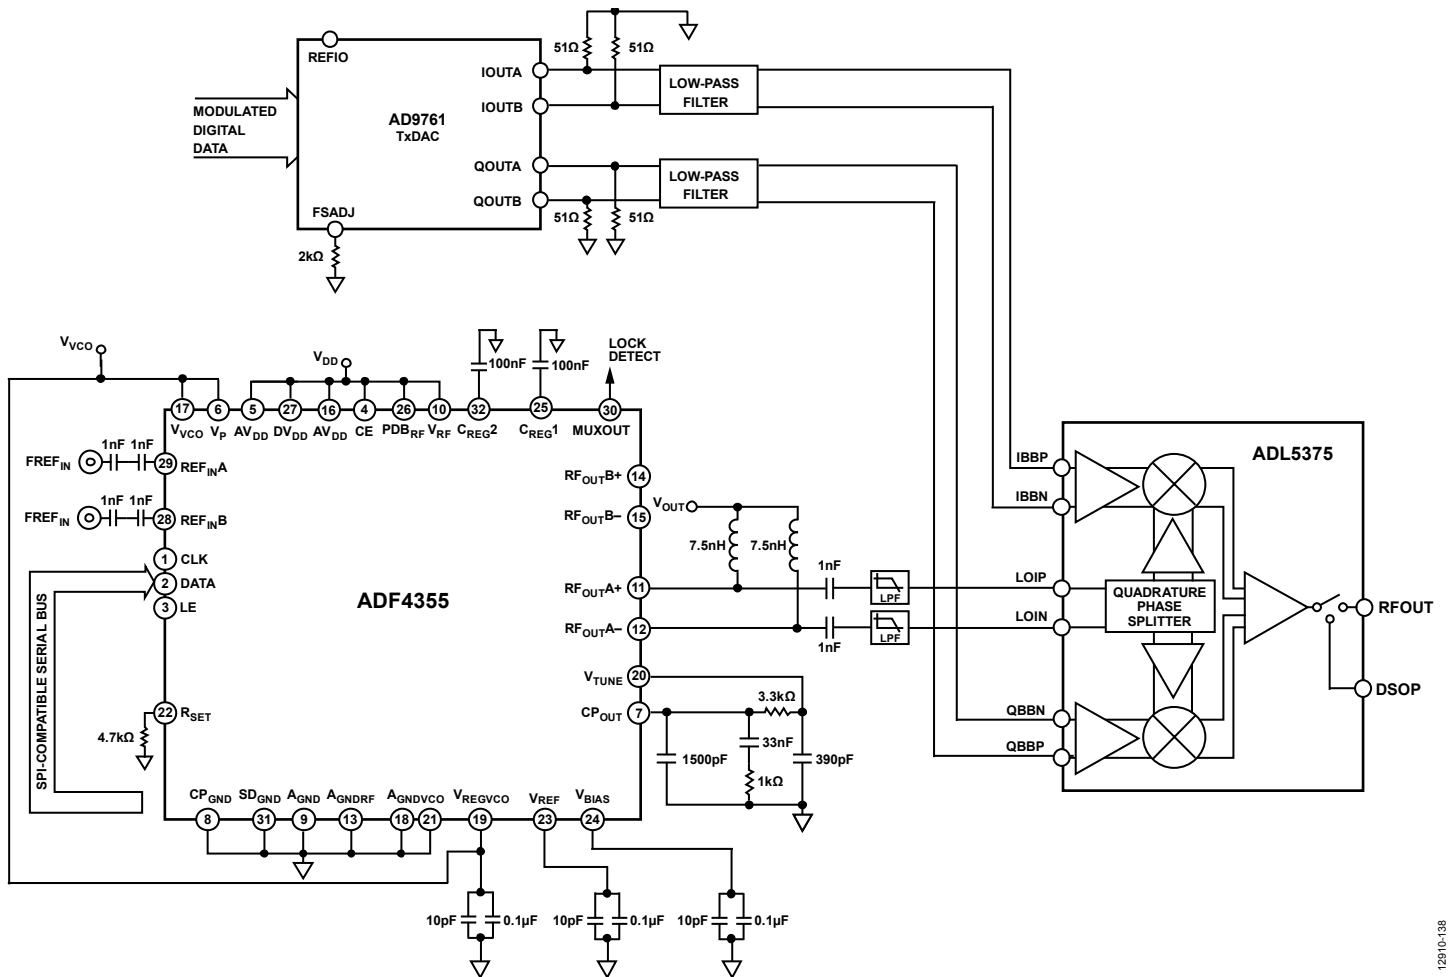 REFIO
51Ω 51Ω
IOUTA
LOW-PASS
FILTER
MODULATED
DIGITAL
DATA
AD9761
TxDAC
IOUTB
QOUTA
LOW-PASS
FILTER
QOUTB
FSADJ
51Ω 51Ω
2kΩ
VVCO
VDD
100nF 100nF
LOCK
DETECT
17 6 5 27 16 4 26 10 32 25 30
VVCO VP AVDD DVDD AVDD CE PDBRF VRF CREG2 CREG1 MUXOUT
1nF 1nF
FREFIN 29 REFINA
1nF 1nF
FREFIN 28 REFINB
1 CLK
2 DATA
3 LE
SPI-COMPATIBLE SERIAL BUS
22 RSET
4.7kΩ
ADF4355
RFOUTB+ 14
RFOUTB− 15
VOUT
7.5nH 7.5nH
RFOUTA+ 11
1nF
LPF
RFOUTA− 12
1nF
LPF
VTUNE 20
3.3kΩ
CPOUT 7
1500pF
33nF
390pF
1kΩ
CPGND SDGND AGND AGNDRF AGNDVCO VREGVCO VREF VBIAS
8 31 9 13 18 21 19 23 24
10pF 0.1µF 10pF 0.1µF 10pF 0.1µF
ADL5375
IBBP
IBBN
LOIP
LOIN
QUADRATURE
PHASE
SPLITTER
RFOUT
DSOP
QBBN
QBBP
12910-138